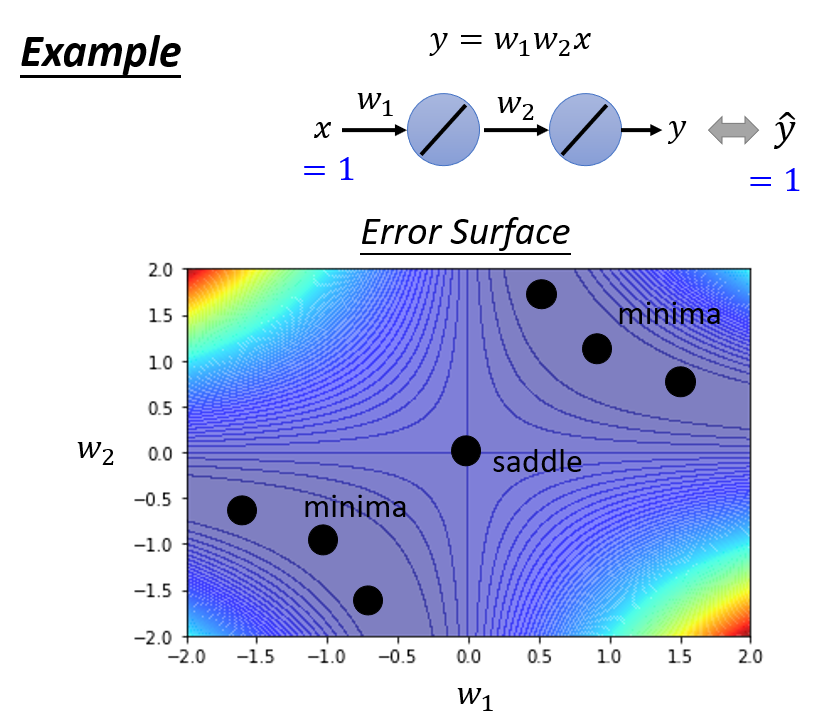 Example
y = w₁w₂x
x w₁ w₂ y ŷ
= 1 = 1
Error Surface
2.0
1.5
1.0
0.5
0.0
−0.5
−1.0
−1.5
−2.0
w₂
minima
saddle
minima
−2.0 −1.5 −1.0 −0.5 0.0 0.5 1.0 1.5 2.0
w₁